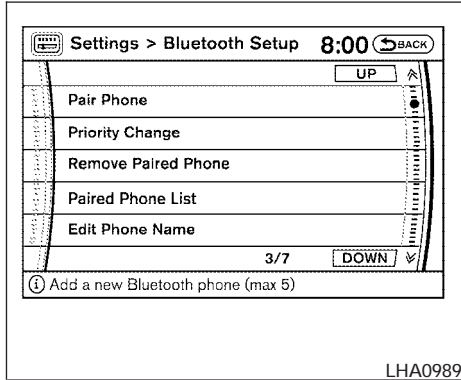 Settings > Bluetooth Setup 8:00 BACK
UP
Pair Phone
Priority Change
Remove Paired Phone
Paired Phone List
Edit Phone Name
3/7 DOWN
i Add a new Bluetooth phone (max 5)
LHA0989